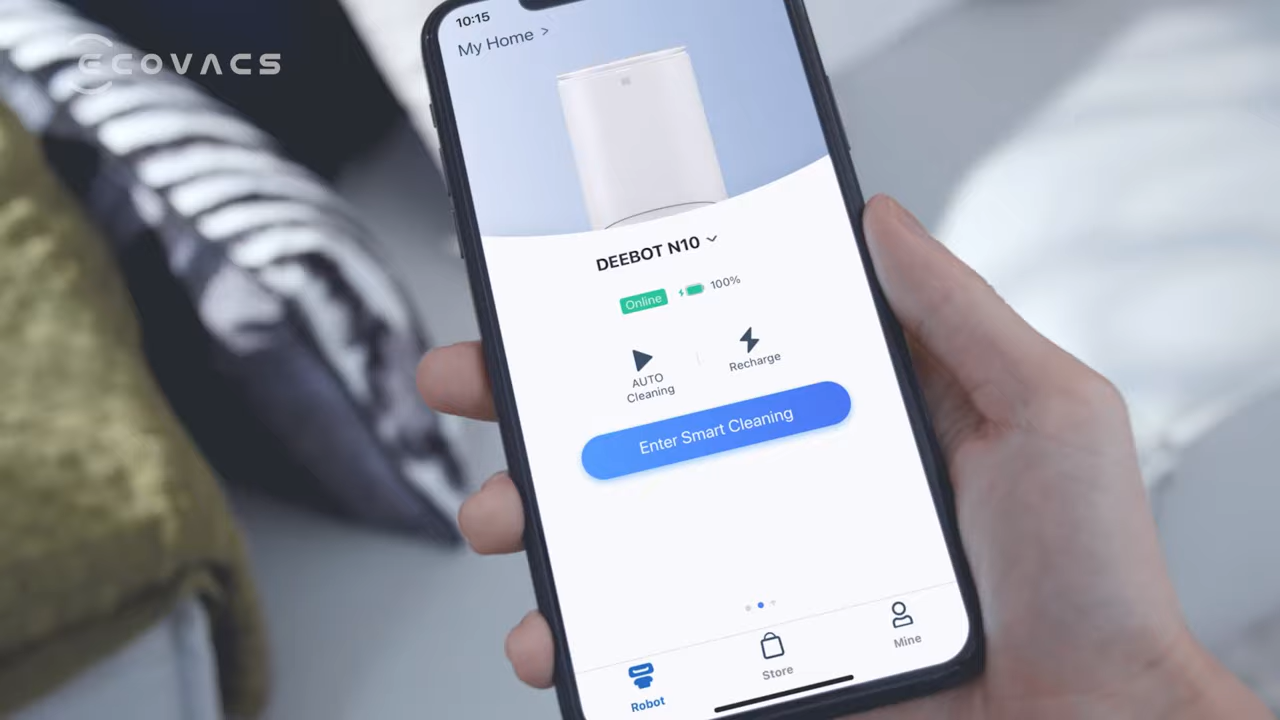 ECOVACS
10:15
My Home >
DEEBOT N10
Online
100%
AUTO
Cleaning
Recharge
Enter Smart Cleaning
Robot
Store
Mine